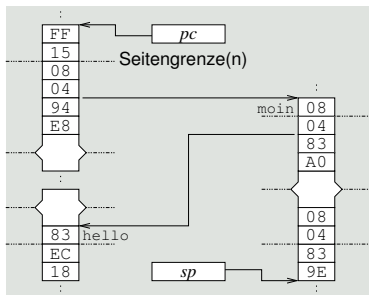 FF
pc
15
Seitengrenze(n)
08
04
94
moin 08
E8
04
83
A0
08
83 hello
04
EC
83
18
sp
9E